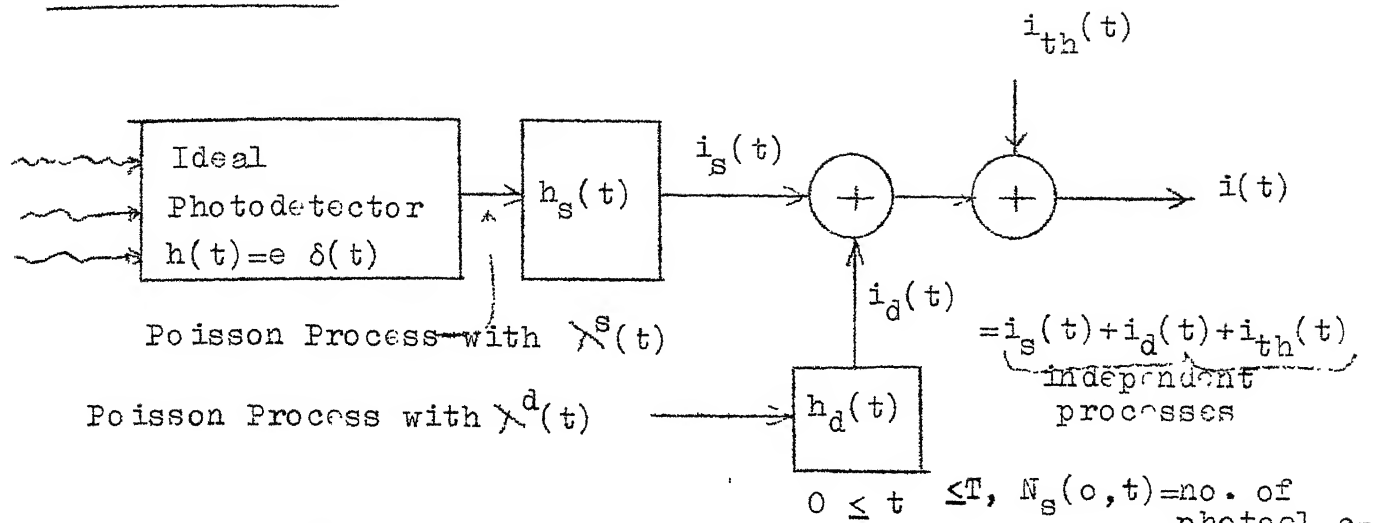 i_th(t)
Ideal
Photodetector
h(t)=e δ(t)
h_s(t)
i_s(t)
+
+
i(t)
i_d(t)
Poisson Process with λ^s(t)
=i_s(t)+i_d(t)+i_th(t)
independent
processes
Poisson Process with λ^d(t)
h_d(t)
0 ≤ t ≤T, N_s(o,t)=no. of